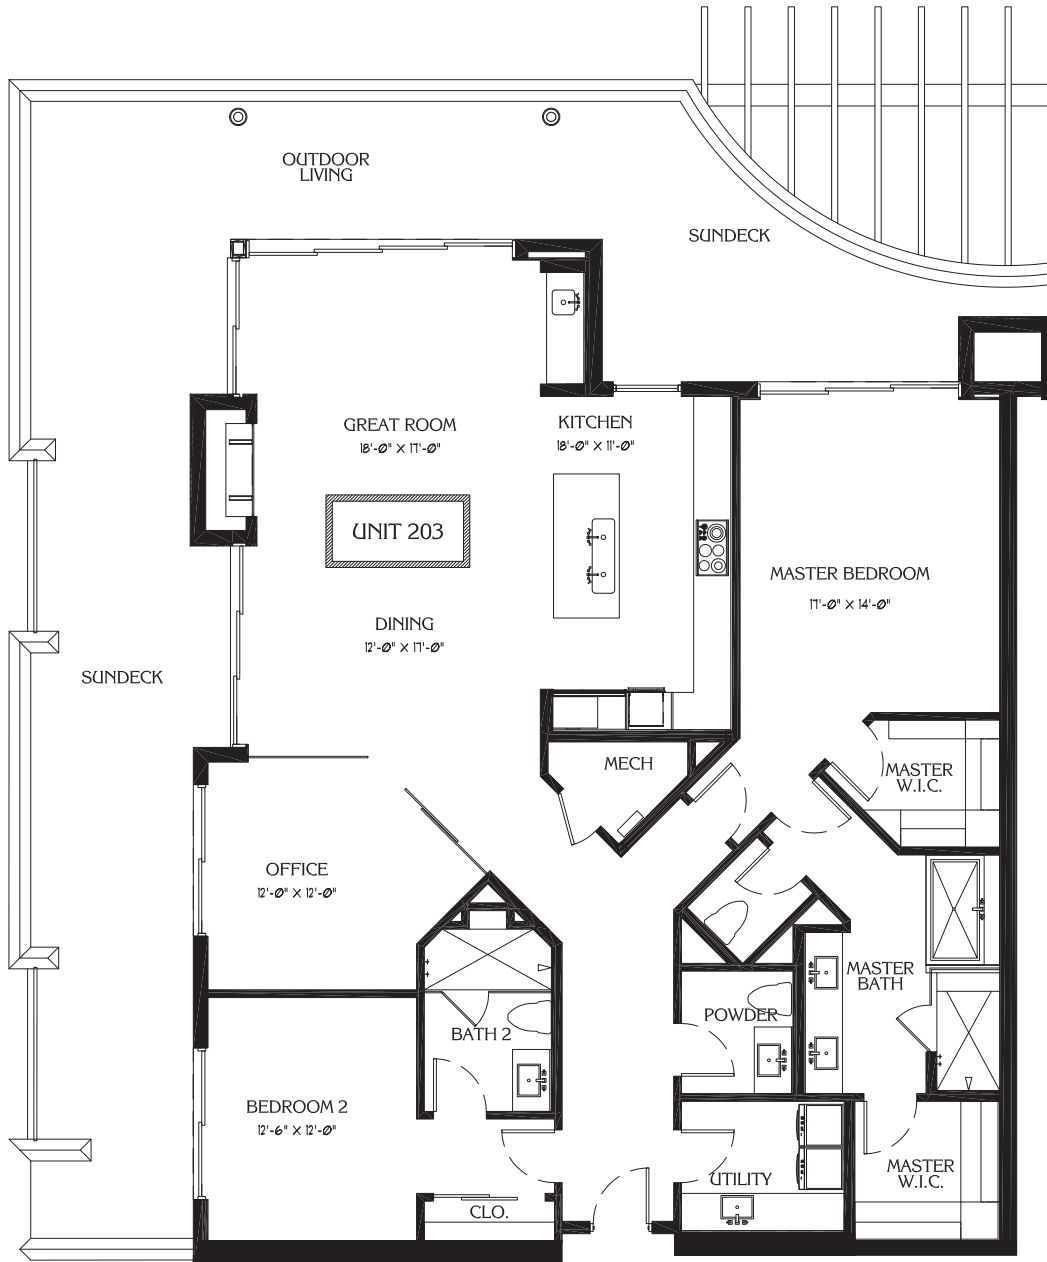 OUTDOOR
LIVING
SUNDECK
GREAT ROOM
18'-0" X 17'-0"
KITCHEN
18'-0" X 11'-0"
UNIT 203
MASTER BEDROOM
17'-0" X 14'-0"
DINING
12'-0" X 17'-0"
SUNDECK
MECH
MASTER
W.I.C.
OFFICE
12'-0" X 12'-0"
MASTER
BATH
POWDER
BATH 2
BEDROOM 2
12'-6" X 12'-0"
MASTER
W.I.C.
UTILITY
CLO.